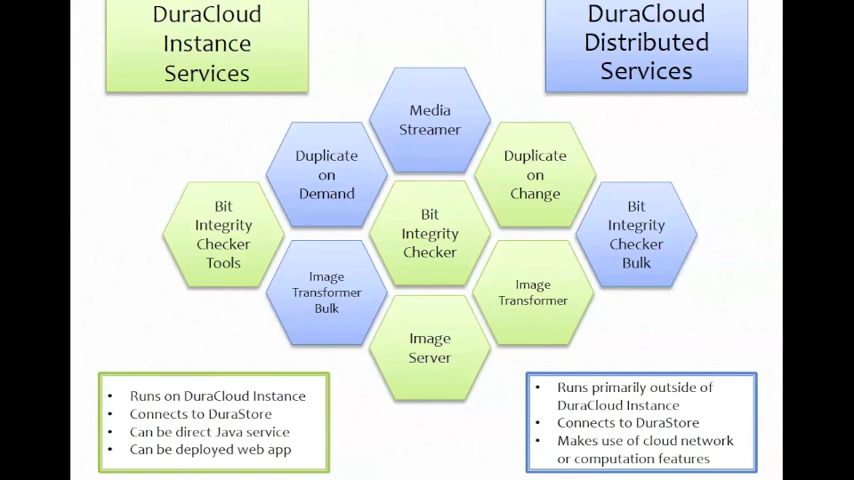 DuraCloud
Instance
Services
DuraCloud
Distributed
Services
Media
Streamer
Duplicate
on
Demand
Duplicate
on
Change
Bit
Integrity
Checker
Tools
Bit
Integrity
Checker
Bit
Integrity
Checker
Bulk
Image
Transformer
Bulk
Image
Transformer
Image
Server
• Runs on DuraCloud Instance
• Connects to DuraStore
• Can be direct Java service
• Can be deployed web app
• Runs primarily outside of
DuraCloud Instance
• Connects to DuraStore
• Makes use of cloud network
or computation features